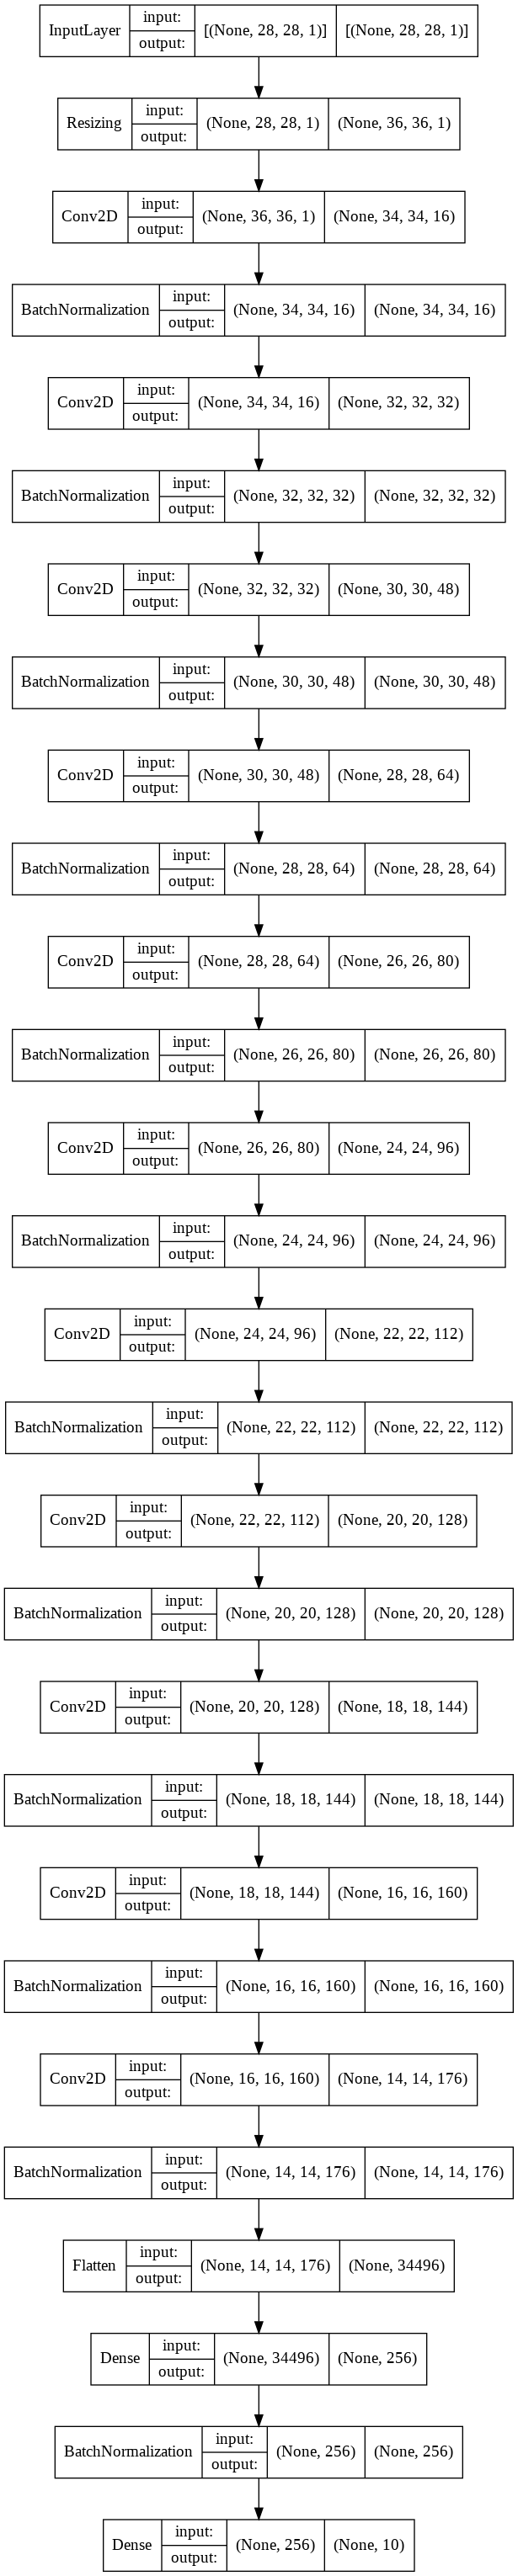 InputLayer input: output: [(None, 28, 28, 1)] [(None, 28, 28, 1)]
Resizing input: output: (None, 28, 28, 1) (None, 36, 36, 1)
Conv2D input: output: (None, 36, 36, 1) (None, 34, 34, 16)
BatchNormalization input: output: (None, 34, 34, 16) (None, 34, 34, 16)
Conv2D input: output: (None, 34, 34, 16) (None, 32, 32, 32)
BatchNormalization input: output: (None, 32, 32, 32) (None, 32, 32, 32)
Conv2D input: output: (None, 32, 32, 32) (None, 30, 30, 48)
BatchNormalization input: output: (None, 30, 30, 48) (None, 30, 30, 48)
Conv2D input: output: (None, 30, 30, 48) (None, 28, 28, 64)
BatchNormalization input: output: (None, 28, 28, 64) (None, 28, 28, 64)
Conv2D input: output: (None, 28, 28, 64) (None, 26, 26, 80)
BatchNormalization input: output: (None, 26, 26, 80) (None, 26, 26, 80)
Conv2D input: output: (None, 26, 26, 80) (None, 24, 24, 96)
BatchNormalization input: output: (None, 24, 24, 96) (None, 24, 24, 96)
Conv2D input: output: (None, 24, 24, 96) (None, 22, 22, 112)
BatchNormalization input: output: (None, 22, 22, 112) (None, 22, 22, 112)
Conv2D input: output: (None, 22, 22, 112) (None, 20, 20, 128)
BatchNormalization input: output: (None, 20, 20, 128) (None, 20, 20, 128)
Conv2D input: output: (None, 20, 20, 128) (None, 18, 18, 144)
BatchNormalization input: output: (None, 18, 18, 144) (None, 18, 18, 144)
Conv2D input: output: (None, 18, 18, 144) (None, 16, 16, 160)
BatchNormalization input: output: (None, 16, 16, 160) (None, 16, 16, 160)
Conv2D input: output: (None, 16, 16, 160) (None, 14, 14, 176)
BatchNormalization input: output: (None, 14, 14, 176) (None, 14, 14, 176)
Flatten input: output: (None, 14, 14, 176) (None, 34496)
Dense input: output: (None, 34496) (None, 256)
BatchNormalization input: output: (None, 256) (None, 256)
Dense input: output: (None, 256) (None, 10)